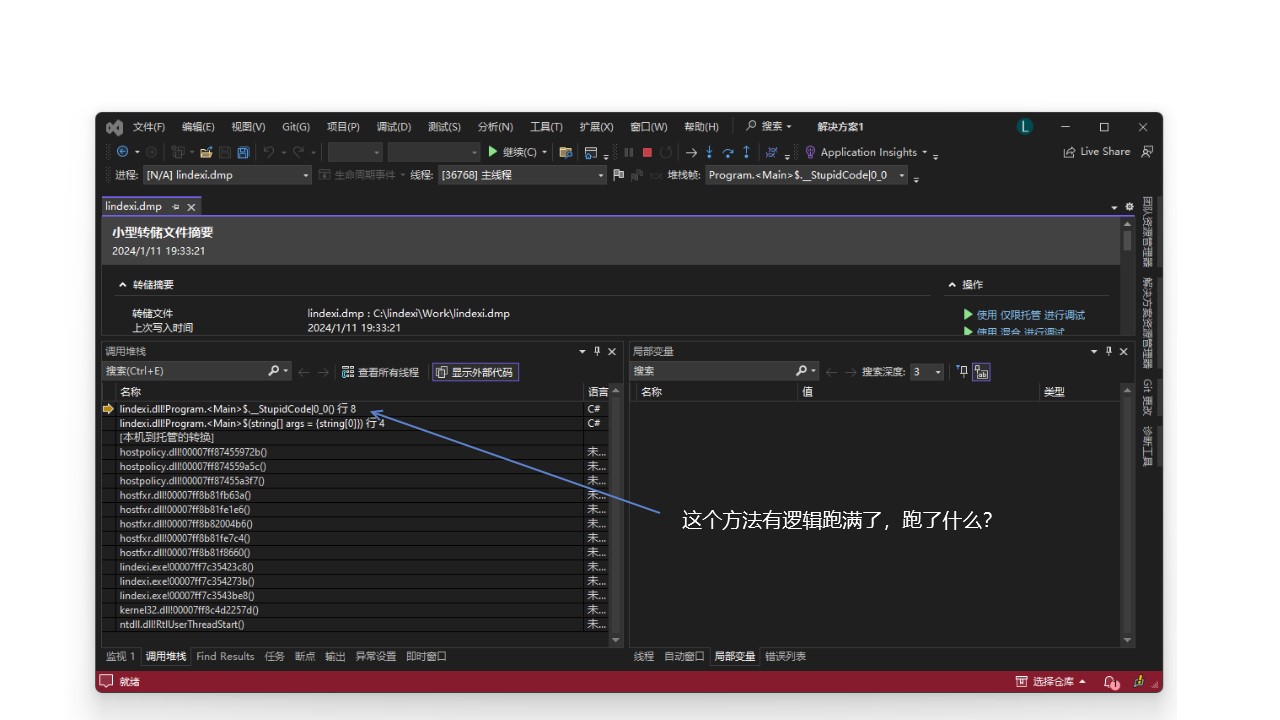 文件(F) 编辑(E) 视图(V) Git(G) 项目(P) 调试(D) 测试(S) 分析(N) 工具(T) 扩展(X) 窗口(W) 帮助(H) 搜索 解决方案1 L
继续(C) Application Insights Live Share
进程: [N/A] lindexi.dmp 生命周期事件 线程: [36768] 主线程 堆栈帧: Program.<Main>$.__StupidCode|0_0
lindexi.dmp
小型转储文件摘要
2024/1/11 19:33:21
转储摘要 操作
转储文件 lindexi.dmp : C:\lindexi\Work\lindexi.dmp 使用 仅限托管 进行调试
上次写入时间 2024/1/11 19:33:21 使用 混合 进行调试
团队资源管理器
解决方案资源管理器
Git 更改
诊断工具
调用堆栈
搜索(Ctrl+E) 查看所有线程 显示外部代码
名称 语言
lindexi.dll!Program.<Main>$.__StupidCode|0_0() 行 8 C#
lindexi.dll!Program.<Main>$(string[] args = {string[0]}) 行 4 C#
[本机到托管的转换]
hostpolicy.dll!00007ff87455972b() 未...
hostpolicy.dll!00007ff874559a5c() 未...
hostpolicy.dll!00007ff87455a3f7() 未...
hostfxr.dll!00007ff8b81fb63a() 未...
hostfxr.dll!00007ff8b81fe1e6() 未...
hostfxr.dll!00007ff8b82004b6() 未...
hostfxr.dll!00007ff8b81fe7c4() 未...
hostfxr.dll!00007ff8b81f8660() 未...
lindexi.exe!00007ff7c35423c8() 未...
lindexi.exe!00007ff7c354273b() 未...
lindexi.exe!00007ff7c3543be8() 未...
kernel32.dll!00007ff8c4d2257d() 未...
ntdll.dll!RtlUserThreadStart() 未...
监视 1 调用堆栈 Find Results 任务 断点 输出 异常设置 即时窗口
局部变量
搜索 搜索深度: 3
名称 值 类型
这个方法有逻辑跑满了，跑了什么？
线程 自动窗口 局部变量 错误列表
就绪 选择仓库 1